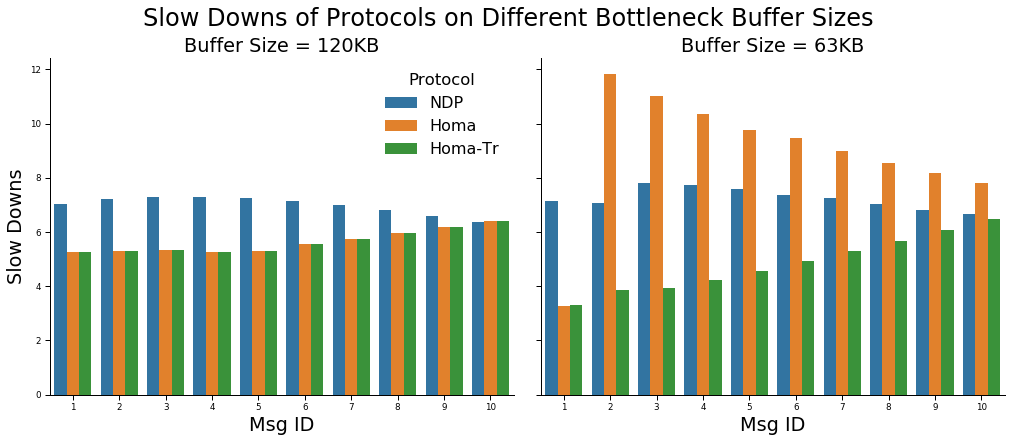 Slow Downs of Protocols on Different Bottleneck Buffer Sizes
Buffer Size = 120KB
Buffer Size = 63KB
Slow Downs
12
10
8
6
4
2
0
Protocol
NDP
Homa
Homa-Tr
1 2 3 4 5 6 7 8 9 10
1 2 3 4 5 6 7 8 9 10
Msg ID
Msg ID